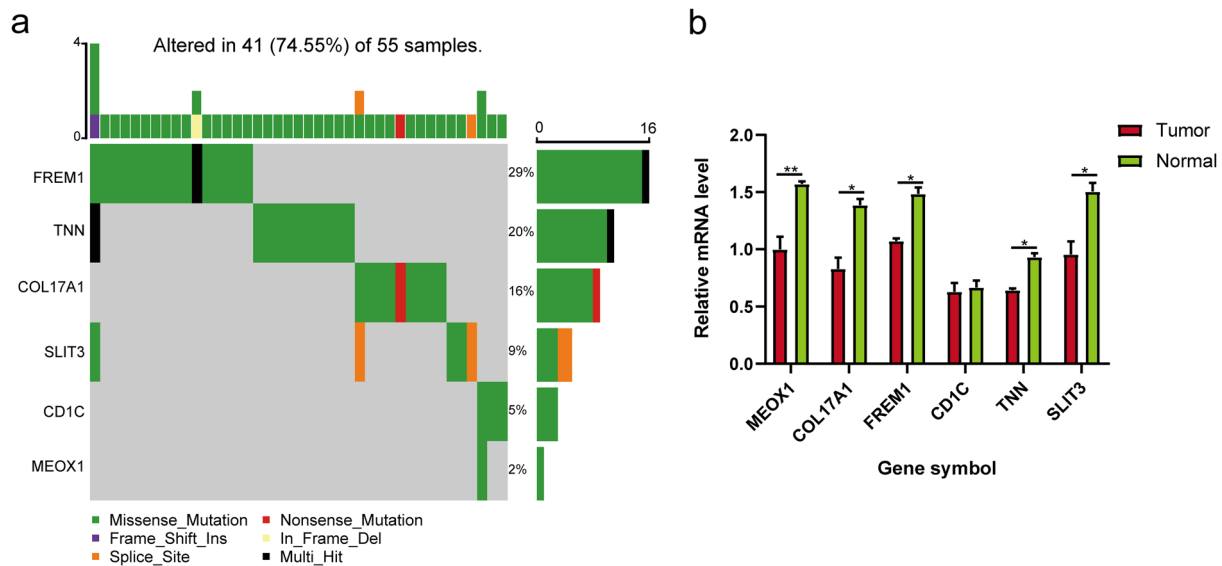 a
Altered in 41 (74.55%) of 55 samples.
4
0
0 16
FREM1 29%
TNN 20%
COL17A1 16%
SLIT3 9%
CD1C 5%
MEOX1 2%
Missense_Mutation Nonsense_Mutation
Frame_Shift_Ins In_Frame_Del
Splice_Site Multi_Hit
b
Tumor
Normal
Relative mRNA level
2.0
1.5
1.0
0.5
0.0
** * * * *
MEOX1 COL17A1 FREM1 CD1C TNN SLIT3
Gene symbol